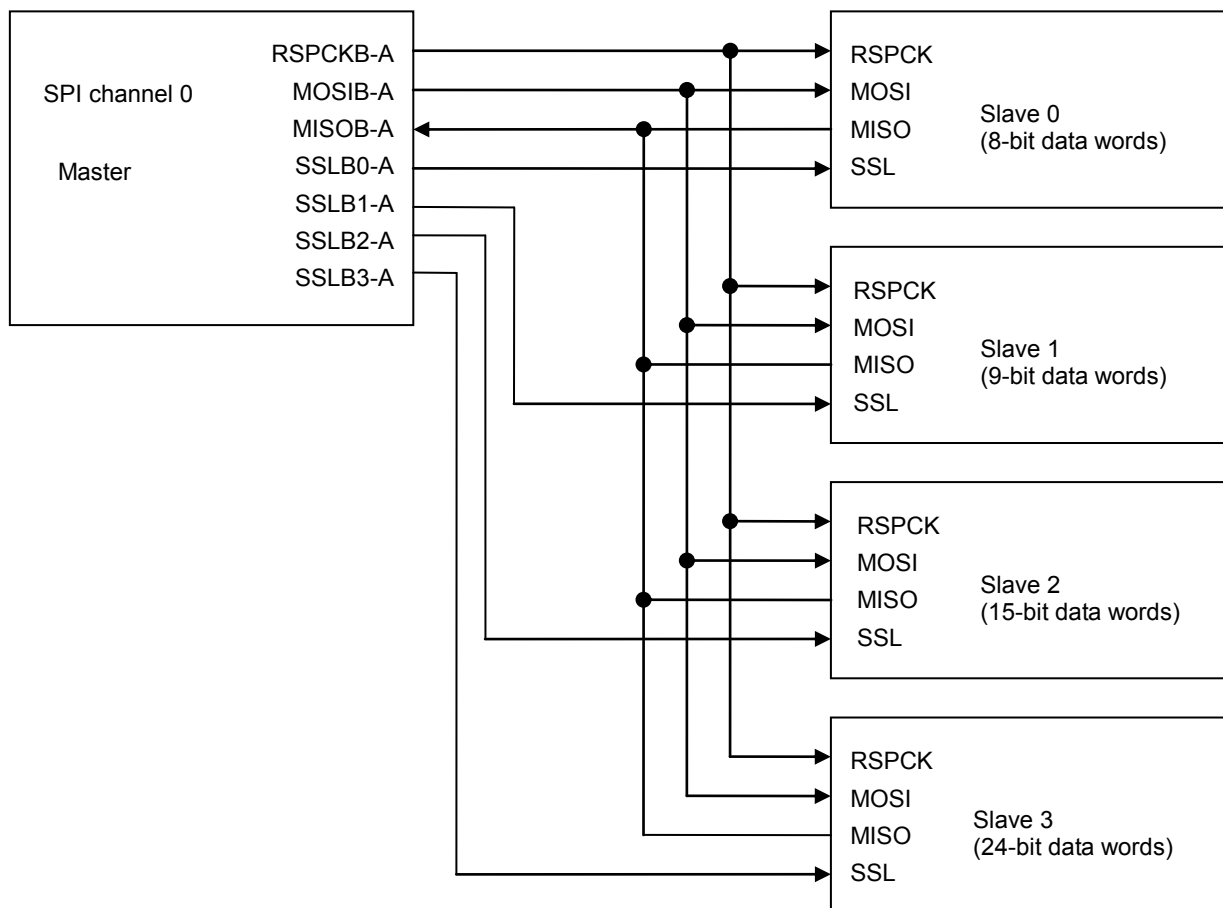 RSPCKB-A
SPI channel 0
MOSIB-A
MISOB-A
Master
SSLB0-A
SSLB1-A
SSLB2-A
SSLB3-A
RSPCK
MOSI
MISO
SSL
Slave 0
(8-bit data words)
RSPCK
MOSI
MISO
SSL
Slave 1
(9-bit data words)
RSPCK
MOSI
MISO
SSL
Slave 2
(15-bit data words)
RSPCK
MOSI
MISO
SSL
Slave 3
(24-bit data words)